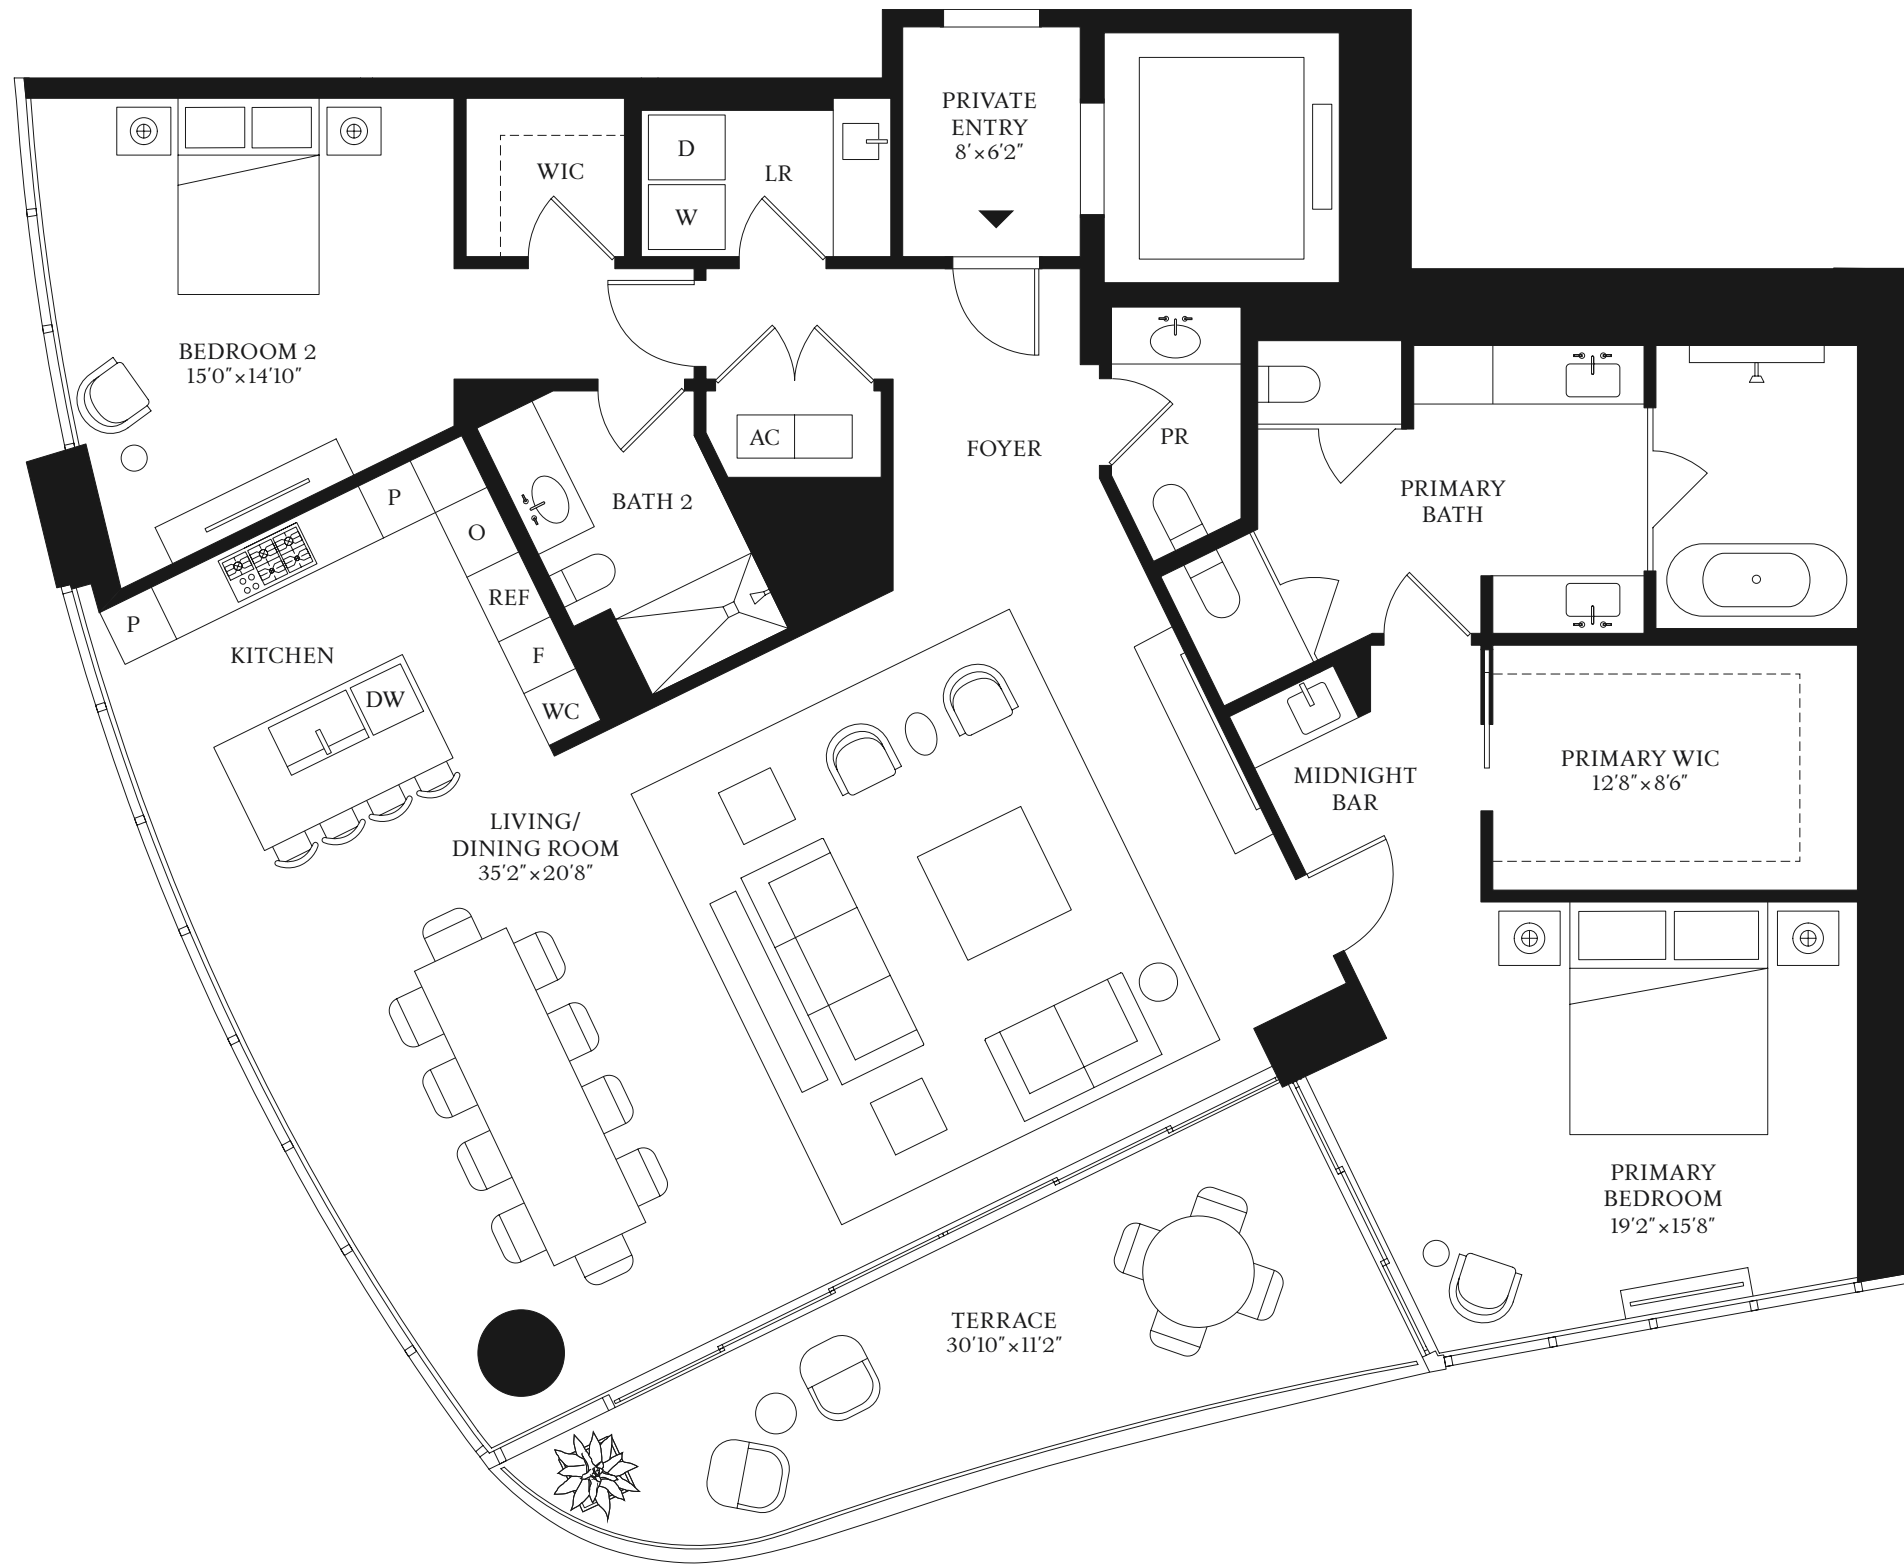 PRIVATE
ENTRY
8'×6'2"
D
W
LR
WIC
BEDROOM 2
15'0"×14'10"
AC
FOYER
PR
PRIMARY
BATH
BATH 2
P
O
REF
F
WC
P
KITCHEN
DW
LIVING/
DINING ROOM
35'2"×20'8"
MIDNIGHT
BAR
PRIMARY WIC
12'8"×8'6"
PRIMARY
BEDROOM
19'2"×15'8"
TERRACE
30'10"×11'2"